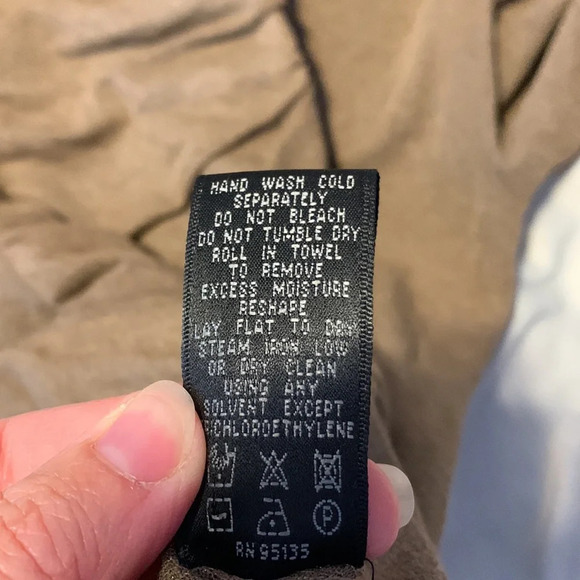 HAND WASH COLD
SEPARATELY
DO NOT BLEACH
DO NOT TUMBLE DRY
ROLL IN TOWEL
TO REMOVE
EXCESS MOISTURE
RESHAPE
LAY FLAT TO DRY
STEAM IRON LOW
OR DRY CLEAN
USING ANY
SOLVENT EXCEPT
CHLOROETHYLENE
P
RN 95135